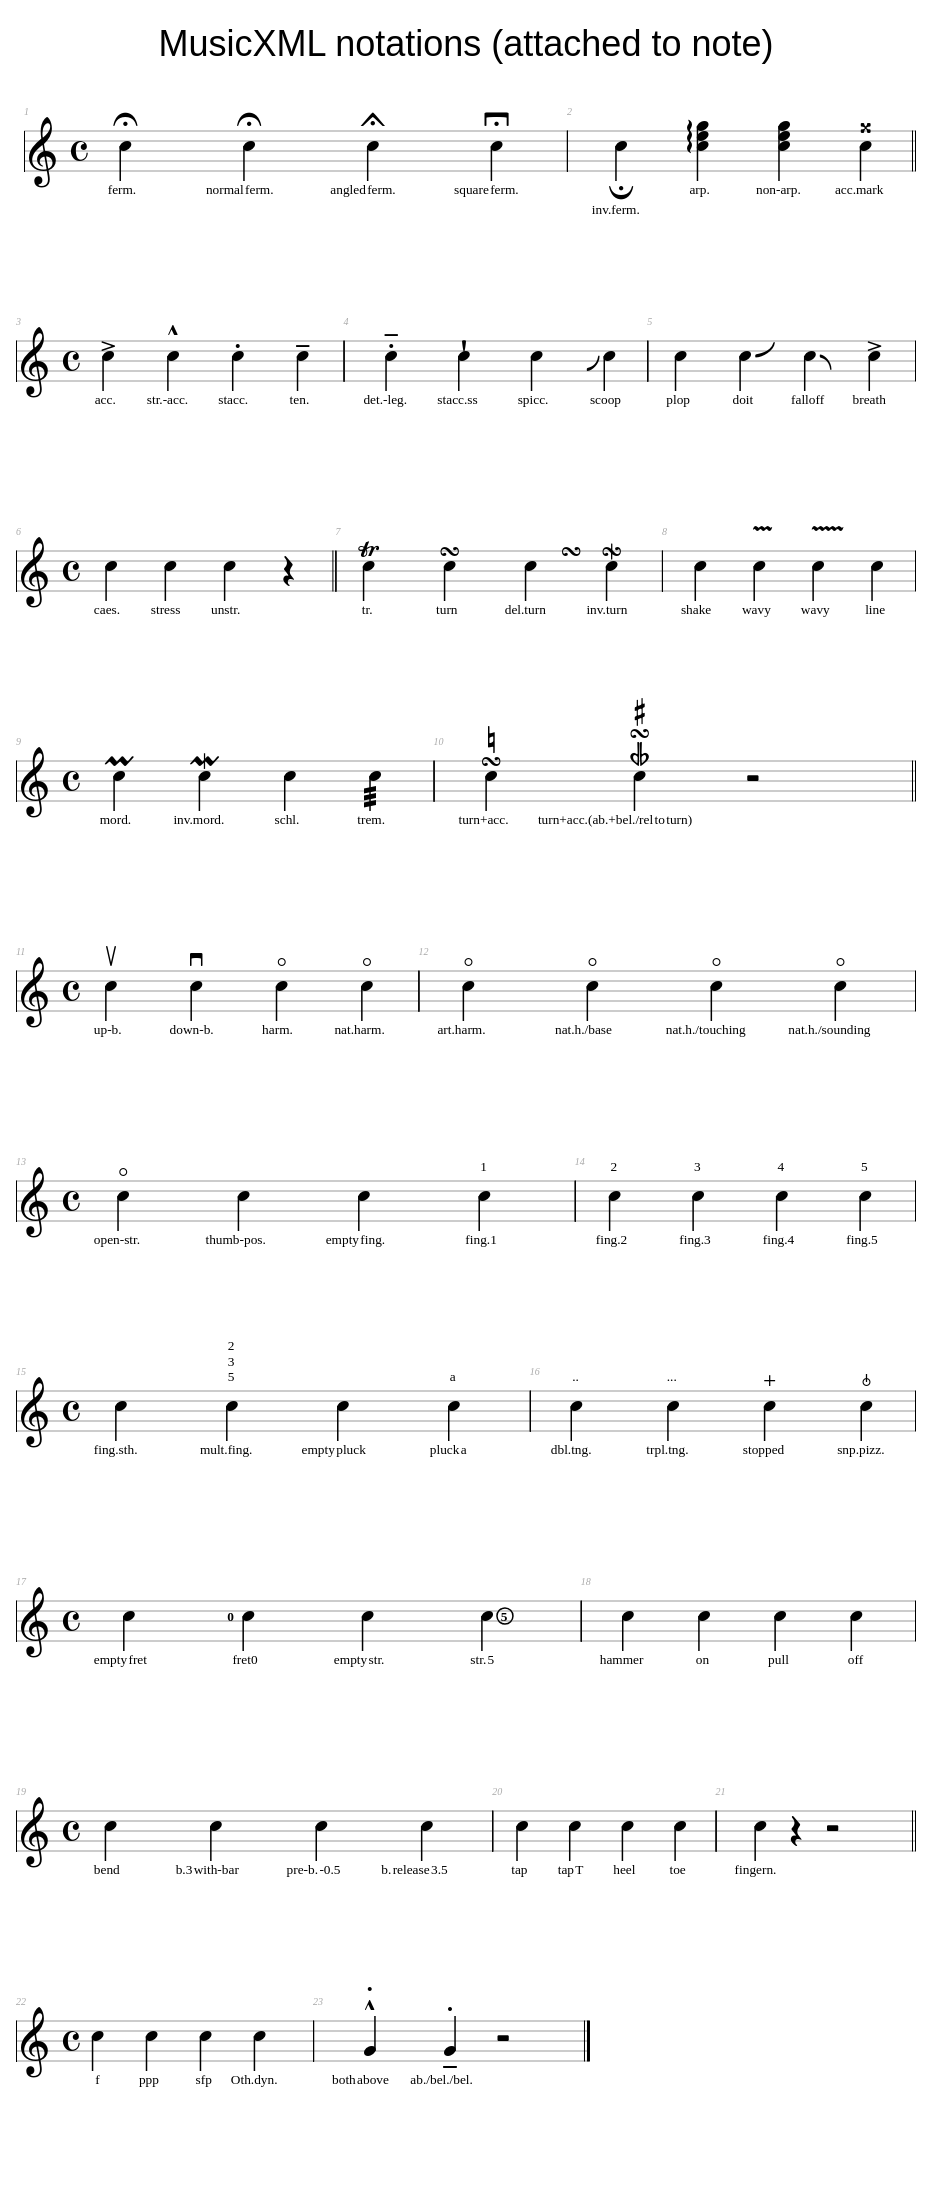 MusicXML notations (attached to note)
1 2
ferm. normal ferm. angled ferm. square ferm. inv.ferm. arp. non-arp. acc.mark
3 4 5
acc. str.-acc. stacc. ten. det.-leg. stacc.ss spicc. scoop plop doit falloff breath
6 7 8
tr
caes. stress unstr. tr. turn del.turn inv.turn shake wavy wavy line
9 10
mord. inv.mord. schl. trem. turn+acc. turn+acc.(ab.+bel./rel to turn)
11 12
up-b. down-b. harm. nat.harm. art.harm. nat.h./base nat.h./touching nat.h./sounding
13 14
1 2 3 4 5
open-str. thumb-pos. empty fing. fing.1 fing.2 fing.3 fing.4 fing.5
2
3
15 16
5 a .. ...
fing.sth. mult.fing. empty pluck pluck a dbl.tng. trpl.tng. stopped snp.pizz.
17 18
0 5
empty fret fret0 empty str. str. 5 hammer on pull off
19 20 21
bend b.3 with-bar pre-b. -0.5 b. release 3.5 tap tap T heel toe fingern.
22 23
f ppp sfp Oth.dyn. both above ab./bel./bel.